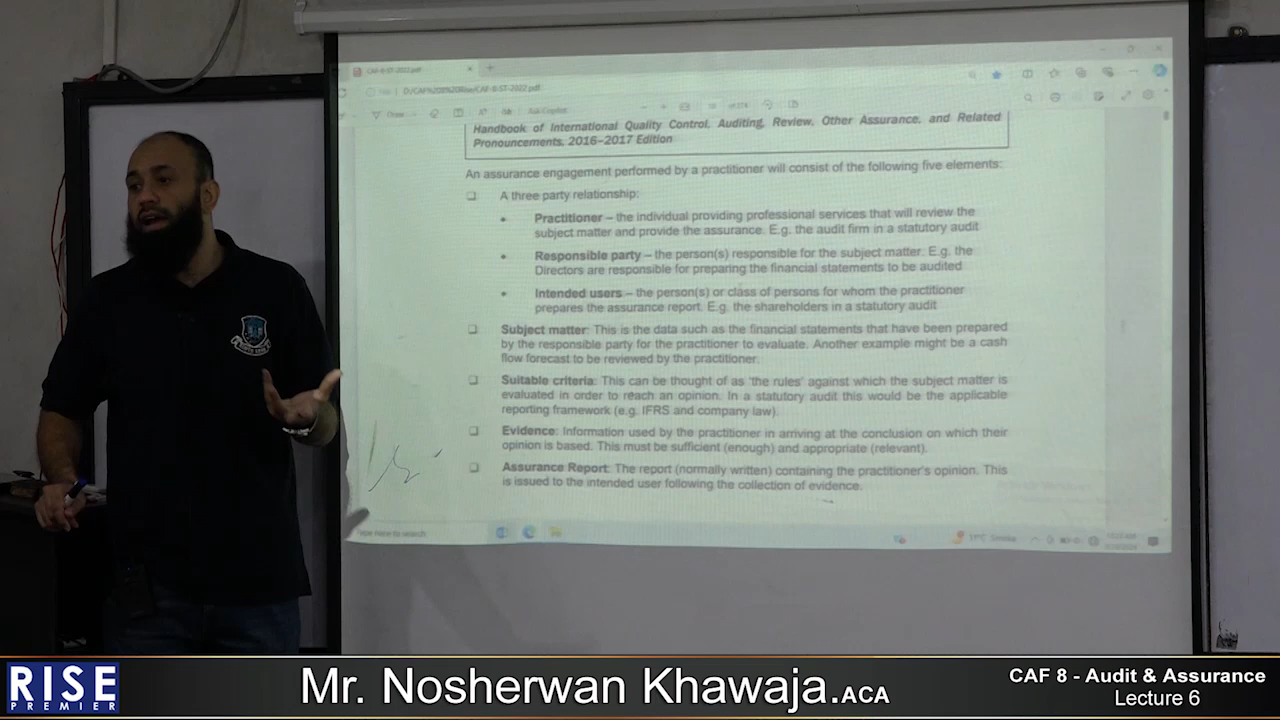 CAF-8-ST-2022.pdf
Handbook of International Quality Control, Auditing, Review, Other Assurance, and Related
Pronouncements, 2016–2017 Edition
An assurance engagement performed by a practitioner will consist of the following five elements:
❑ A three party relationship:
• Practitioner – the individual providing professional services that will review the
subject matter and provide the assurance. E.g. the audit firm in a statutory audit
• Responsible party – the person(s) responsible for the subject matter. E.g. the
Directors are responsible for preparing the financial statements to be audited
• Intended users – the person(s) or class of persons for whom the practitioner
prepares the assurance report. E.g. the shareholders in a statutory audit
❑ Subject matter: This is the data such as the financial statements that have been prepared
by the responsible party for the practitioner to evaluate. Another example might be a cash
flow forecast to be reviewed by the practitioner.
❑ Suitable criteria: This can be thought of as 'the rules' against which the subject matter is
evaluated in order to reach an opinion. In a statutory audit this would be the applicable
reporting framework (e.g. IFRS and company law).
❑ Evidence: Information used by the practitioner in arriving at the conclusion on which their
opinion is based. This must be sufficient (enough) and appropriate (relevant).
❑ Assurance Report: The report (normally written) containing the practitioner's opinion. This
is issued to the intended user following the collection of evidence.
Type here to search
RISE
PREMIER
Mr. Nosherwan Khawaja.ACA
CAF 8 - Audit & Assurance
Lecture 6